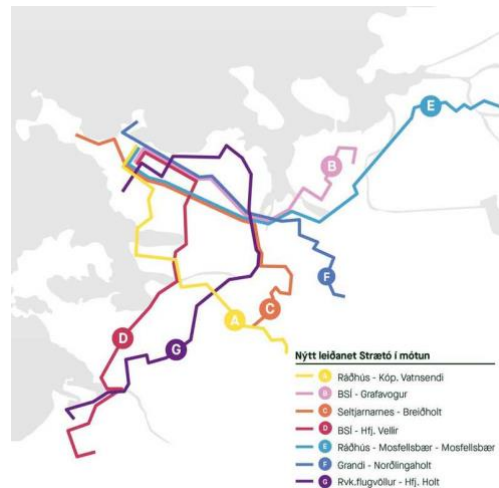 E
B
F
C
A
D
G
Nýtt leiðanet Strætó í mótun
A Ráðhús - Kóp. Vatnsendi
B BSÍ - Grafavogur
C Seltjarnarnes - Breiðholt
D BSÍ - Hfj. Vellir
E Ráðhús - Mosfellsbær - Mosfellsbær
F Grandi - Norðlingaholt
G Rvk.flugvöllur - Hfj. Holt